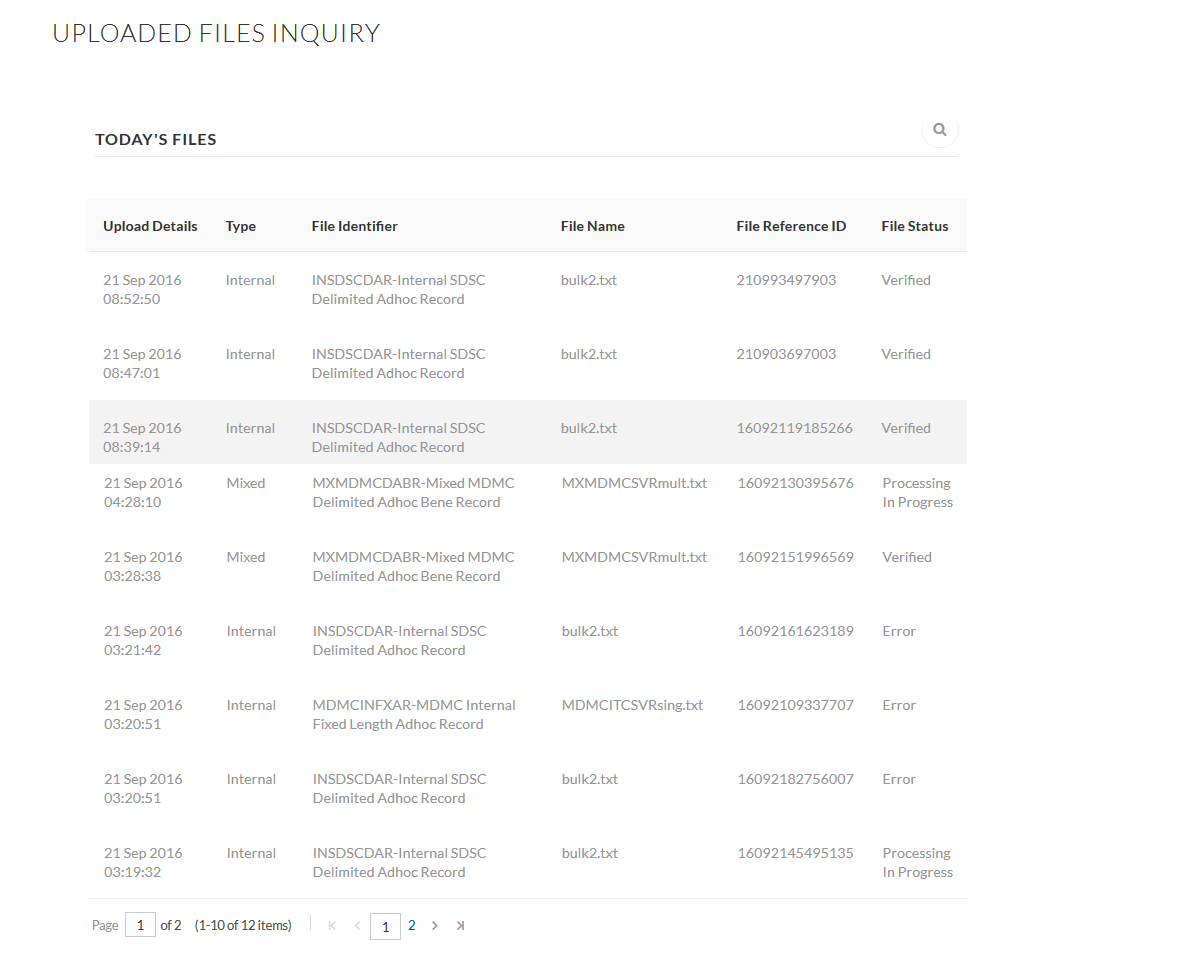 UPLOADED FILES INQUIRY
TODAY'S FILES
Upload Details Type File Identifier File Name File Reference ID File Status
21 Sep 2016 Internal INSDSCDAR-Internal SDSC bulk2.txt 210993497903 Verified
08:52:50 Delimited Adhoc Record
21 Sep 2016 Internal INSDSCDAR-Internal SDSC bulk2.txt 210903697003 Verified
08:47:01 Delimited Adhoc Record
21 Sep 2016 Internal INSDSCDAR-Internal SDSC bulk2.txt 16092119185266 Verified
08:39:14 Delimited Adhoc Record
21 Sep 2016 Mixed MXMDMCDABR-Mixed MDMC MXMDMCSVRmult.txt 16092130395676 Processing
04:28:10 Delimited Adhoc Bene Record In Progress
21 Sep 2016 Mixed MXMDMCDABR-Mixed MDMC MXMDMCSVRmult.txt 16092151996569 Verified
03:28:38 Delimited Adhoc Bene Record
21 Sep 2016 Internal INSDSCDAR-Internal SDSC bulk2.txt 16092161623189 Error
03:21:42 Delimited Adhoc Record
21 Sep 2016 Internal MDMCINFXAR-MDMC Internal MDMCITCSVRsing.txt 16092109337707 Error
03:20:51 Fixed Length Adhoc Record
21 Sep 2016 Internal INSDSCDAR-Internal SDSC bulk2.txt 16092182756007 Error
03:20:51 Delimited Adhoc Record
21 Sep 2016 Internal INSDSCDAR-Internal SDSC bulk2.txt 16092145495135 Processing
03:19:32 Delimited Adhoc Record In Progress
Page 1 of 2 (1-10 of 12 items) 1 2